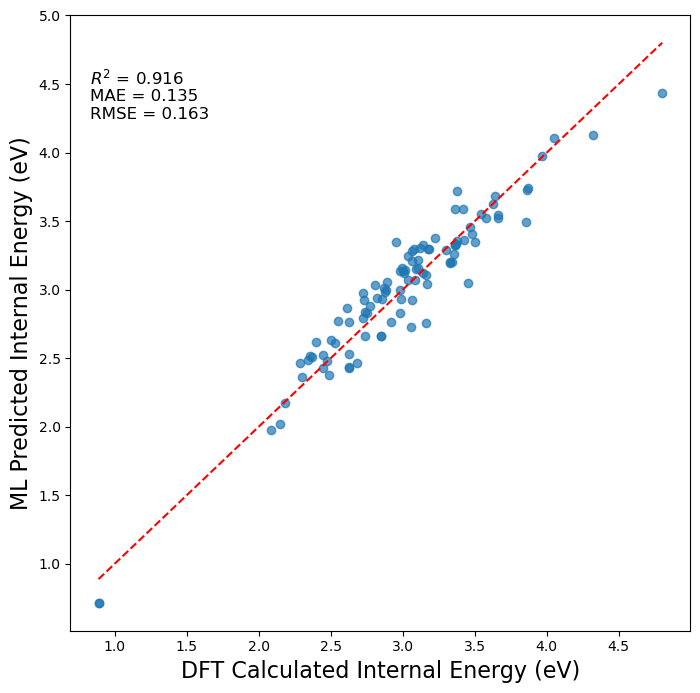 R² = 0.916
MAE = 0.135
RMSE = 0.163
ML Predicted Internal Energy (eV)
5.0
4.5
4.0
3.5
3.0
2.5
2.0
1.5
1.0
1.0 1.5 2.0 2.5 3.0 3.5 4.0 4.5
DFT Calculated Internal Energy (eV)